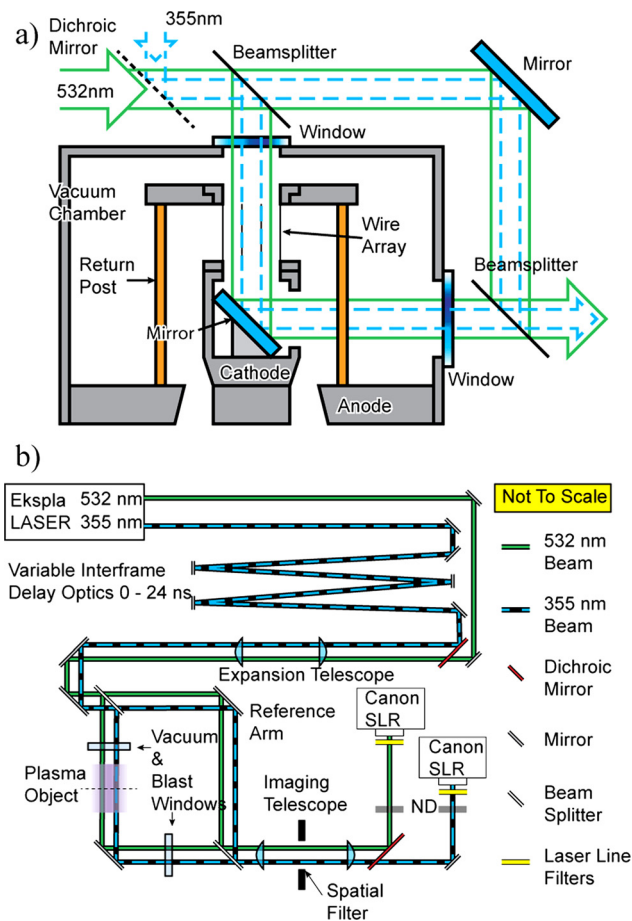 a)
Dichroic
Mirror
355nm
Beamsplitter
Mirror
532nm
Window
Vacuum
Chamber
Wire
Array
Return
Post
Beamsplitter
Mirror
Cathode
Window
Anode
b)
Ekspla 532 nm
LASER 355 nm
Not To Scale
532 nm
Beam
Variable Interframe
Delay Optics 0 - 24 ns
355 nm
Beam
Expansion Telescope
Dichroic
Mirror
Canon
SLR
Reference
Arm
Mirror
Canon
SLR
Vacuum
&
Blast
Windows
Plasma
Object
Imaging
Telescope
ND
Beam
Splitter
Spatial
Filter
Laser Line
Filters